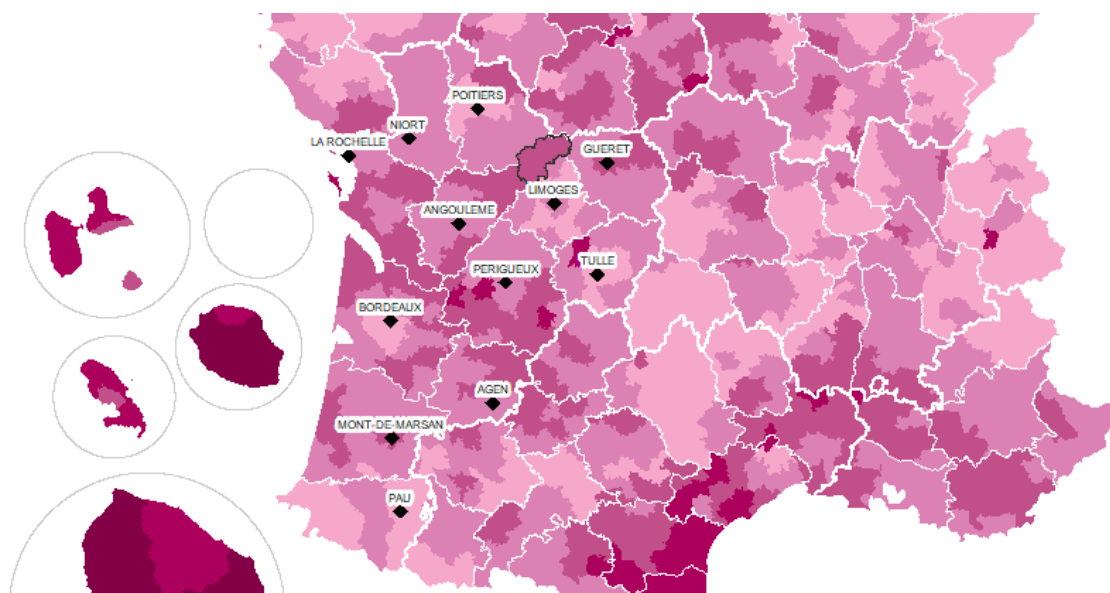 POITIERS
NIORT
LA ROCHELLE
GUERET
LIMOGES
ANGOULEME
TULLE
PERIGUEUX
BORDEAUX
AGEN
MONT-DE-MARSAN
PAU